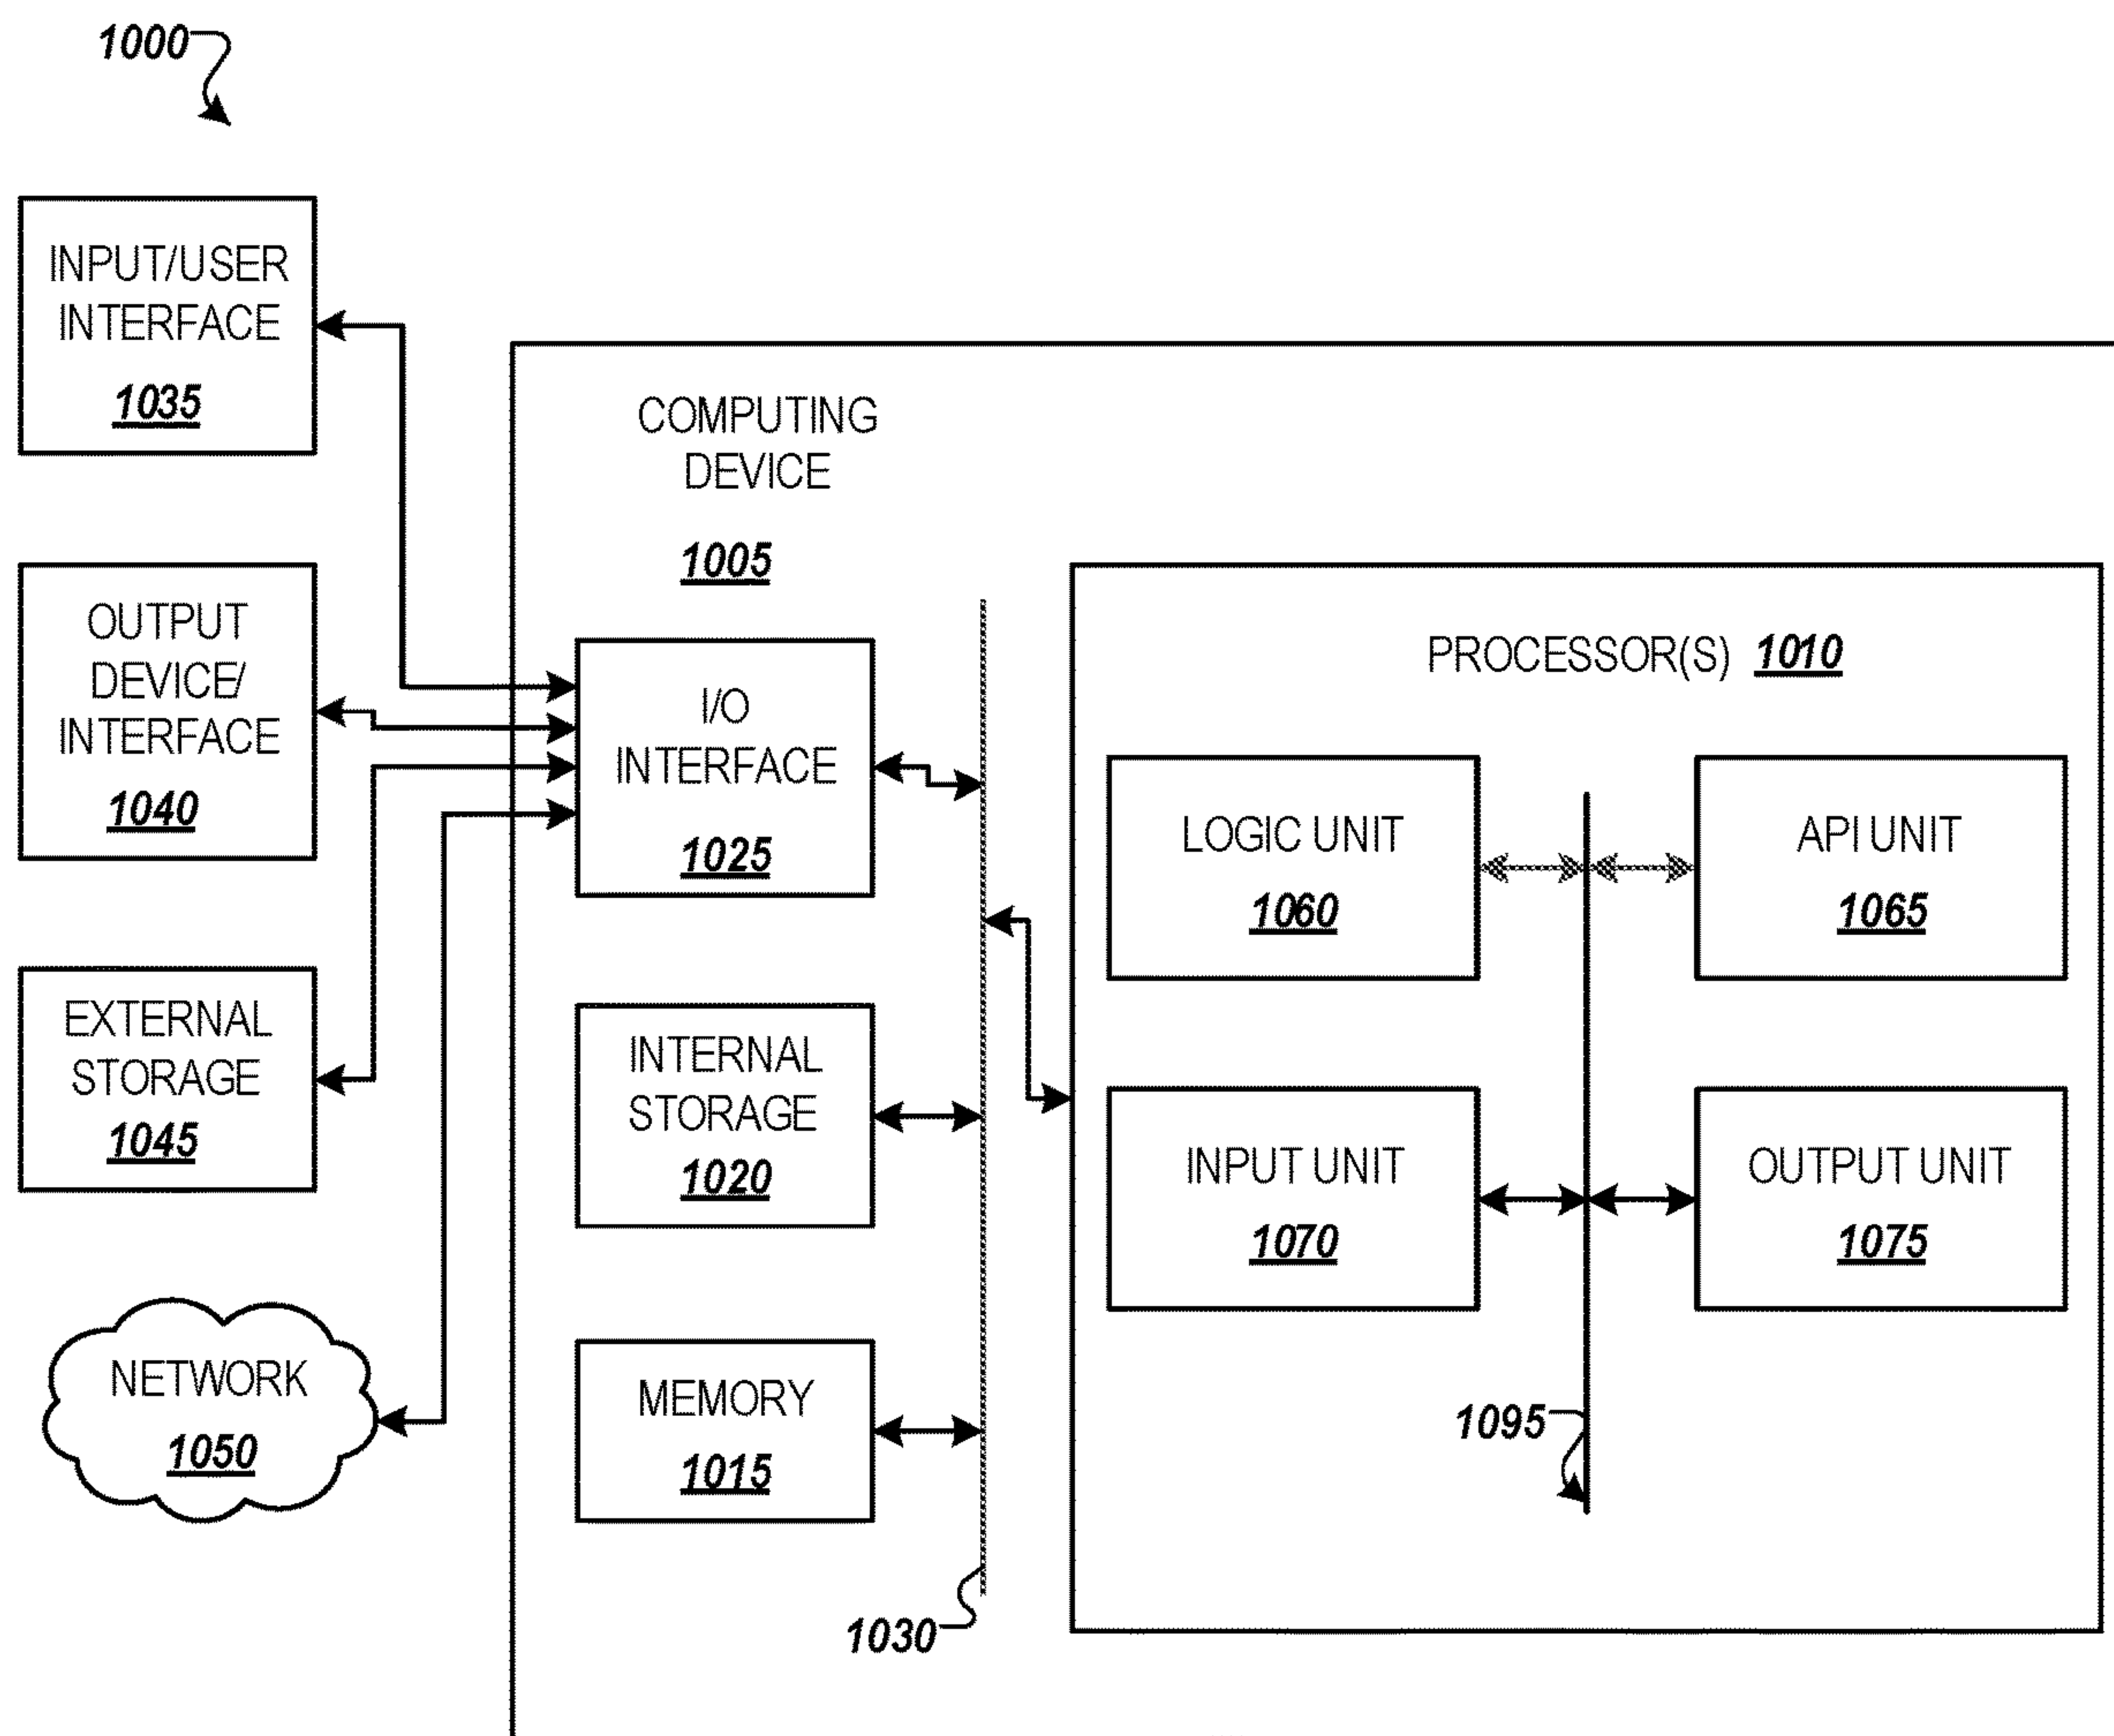 1000
INPUT/USER
INTERFACE
1035
OUTPUT
DEVICE/
INTERFACE
1040
EXTERNAL
STORAGE
1045
NETWORK
1050
COMPUTING
DEVICE
1005
I/O
INTERFACE
1025
INTERNAL
STORAGE
1020
MEMORY
1015
1030
PROCESSOR(S) 1010
LOGIC UNIT
1060
API UNIT
1065
INPUT UNIT
1070
OUTPUT UNIT
1075
1095